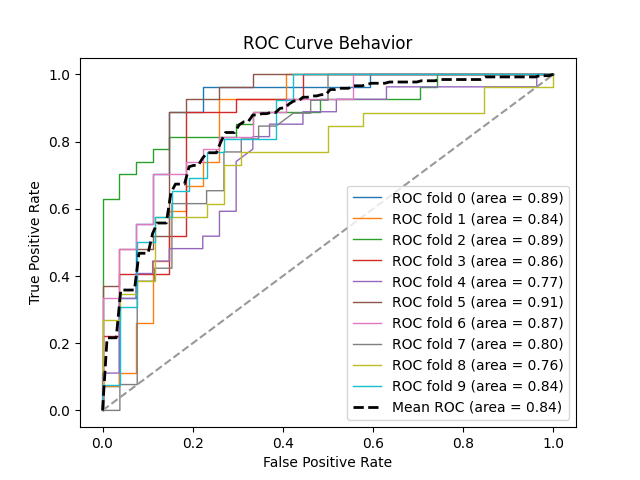 ROC Curve Behavior
True Positive Rate
1.0
0.8
0.6
0.4
0.2
0.0
ROC fold 0 (area = 0.89)
ROC fold 1 (area = 0.84)
ROC fold 2 (area = 0.89)
ROC fold 3 (area = 0.86)
ROC fold 4 (area = 0.77)
ROC fold 5 (area = 0.91)
ROC fold 6 (area = 0.87)
ROC fold 7 (area = 0.80)
ROC fold 8 (area = 0.76)
ROC fold 9 (area = 0.84)
Mean ROC (area = 0.84)
0.0 0.2 0.4 0.6 0.8 1.0
False Positive Rate